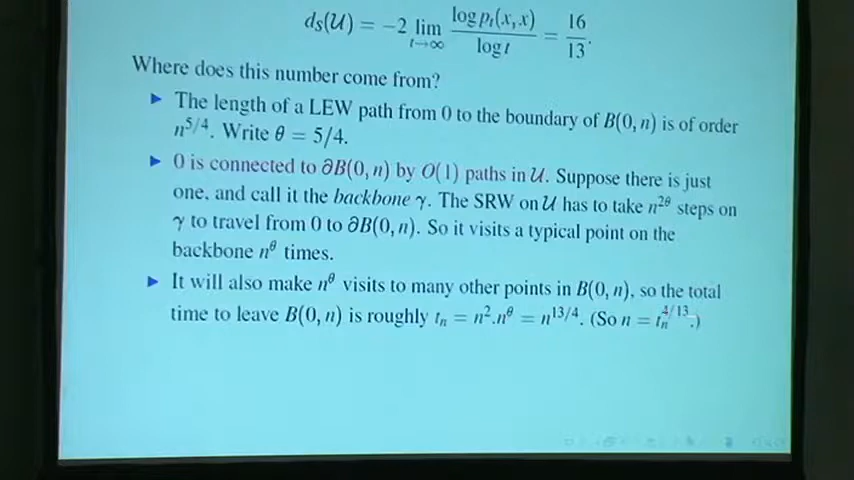 ds(𝒰) = −2 lim_{t→∞} log p_t(x,x) / log t = 16/13.
Where does this number come from?
► The length of a LEW path from 0 to the boundary of B(0, n) is of order
n^{5/4}. Write θ = 5/4.
► 0 is connected to ∂B(0, n) by O(1) paths in 𝒰. Suppose there is just
one, and call it the backbone γ. The SRW on 𝒰 has to take n^{2θ} steps on
γ to travel from 0 to ∂B(0, n). So it visits a typical point on the
backbone n^θ times.
► It will also make n^θ visits to many other points in B(0, n), so the total
time to leave B(0, n) is roughly t_n = n^2.n^θ = n^{13/4}. (So n = t_n^{4/13}.)